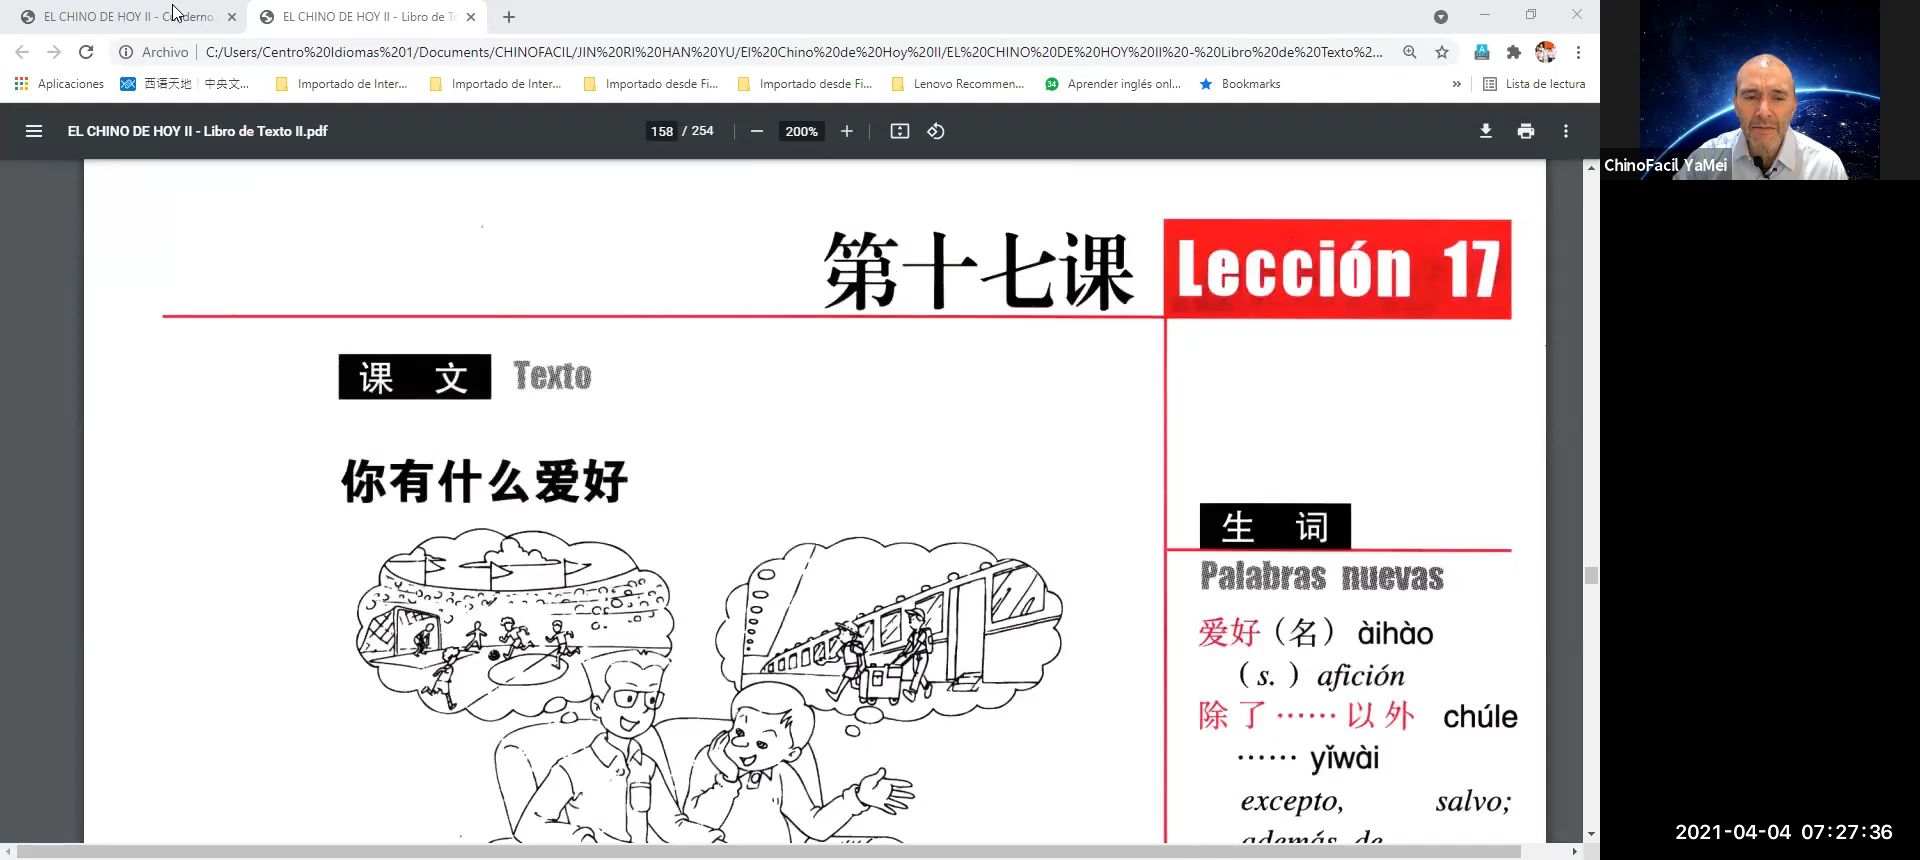 EL CHINO DE HOY II - Cuaderno
EL CHINO DE HOY II - Libro de Te
Archivo
C:/Users/Centro%20Idiomas%201/Documents/CHINOFACIL/JIN%20RI%20HAN%20YU/El%20Chino%20de%20Hoy%20II/EL%20CHINO%20DE%20HOY%20II%20-%20Libro%20de%20Texto%2...
Aplicaciones
西语天地 | 中央文...
Importado de Inter...
Importado de Inter...
Importado desde Fi...
Importado desde Fi...
Lenovo Recommen...
34
Aprender inglés onl...
Bookmarks
»
Lista de lectura
EL CHINO DE HOY II - Libro de Texto II.pdf
158 / 254
200%
ChinoFacil YaMei
第十七课 Lección 17
课 文 Texto
你有什么爱好
生 词
Palabras nuevas
爱好（名） àihào
（s.）afición
除了……以外 chúle
…… yǐwài
excepto, salvo;
además de
2021-04-04 07:27:36